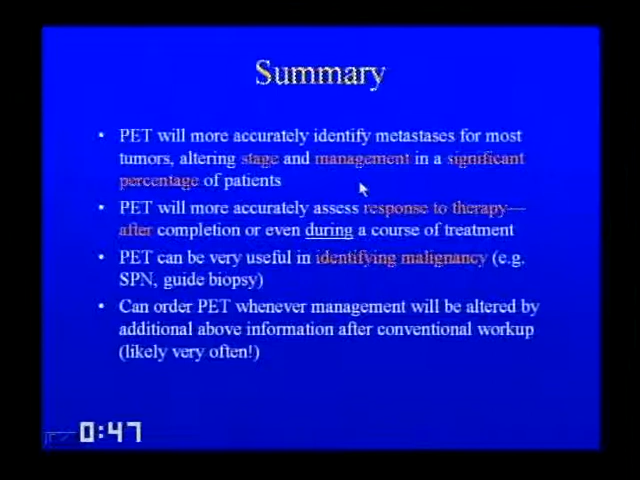 Summary
• PET will more accurately identify metastases for most
tumors, altering stage and management in a significant
percentage of patients
• PET will more accurately assess response to therapy—
after completion or even during a course of treatment
• PET can be very useful in identifying malignancy (e.g.
SPN, guide biopsy)
• Can order PET whenever management will be altered by
additional above information after conventional workup
(likely very often!)
0:47